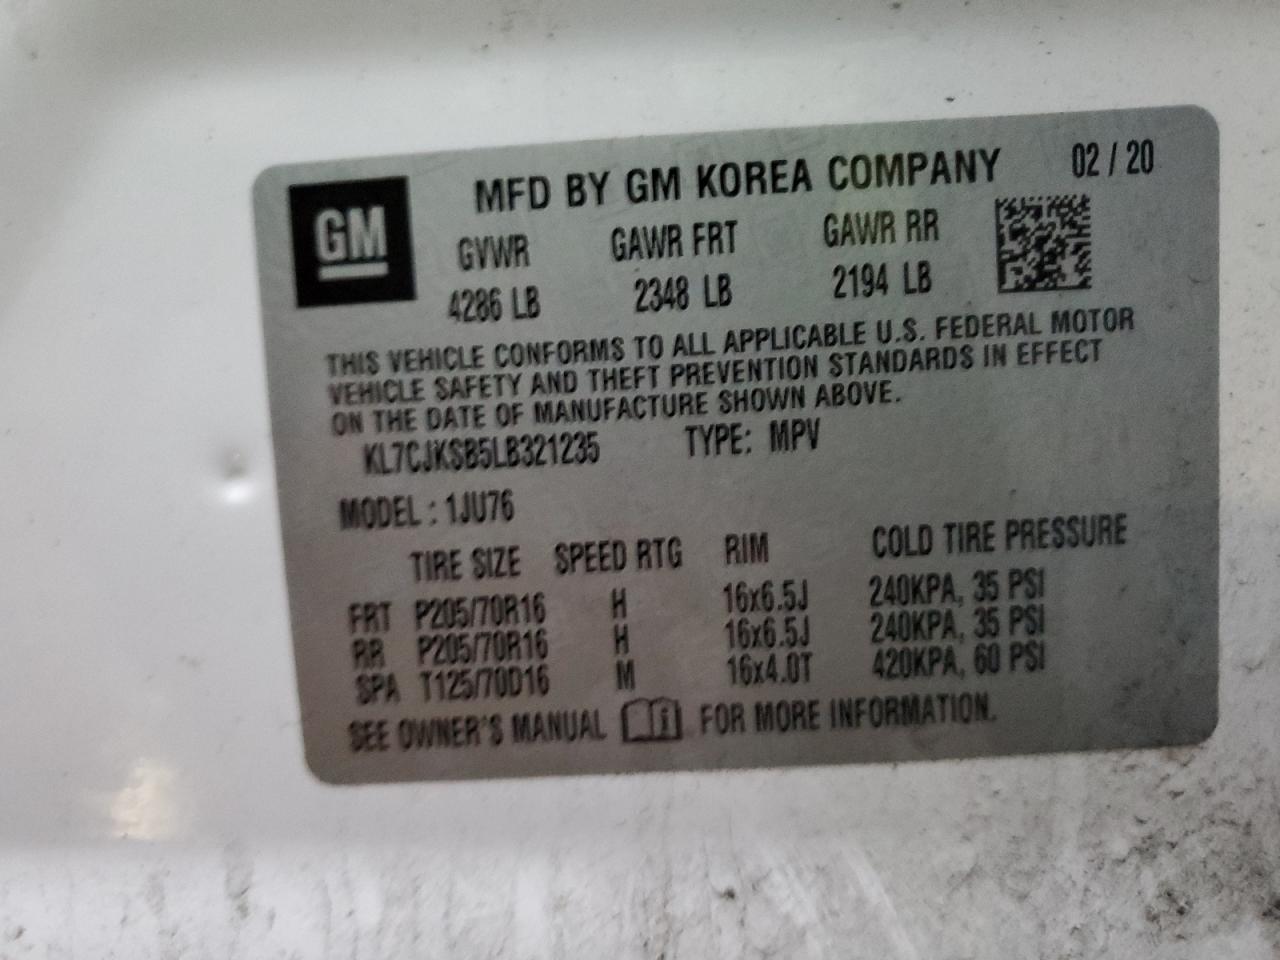 GM MFD BY GM KOREA COMPANY 02 / 20
GVWR GAWR FRT GAWR RR
4286 LB 2348 LB 2194 LB
THIS VEHICLE CONFORMS TO ALL APPLICABLE U.S. FEDERAL MOTOR
VEHICLE SAFETY AND THEFT PREVENTION STANDARDS IN EFFECT
ON THE DATE OF MANUFACTURE SHOWN ABOVE.
KL7CJKSB5LB321235 TYPE: MPV
MODEL : 1JU76
TIRE SIZE SPEED RTG RIM COLD TIRE PRESSURE
FRT P205/70R16 H 16x6.5J 240KPA, 35 PSI
RR P205/70R16 H 16x6.5J 240KPA, 35 PSI
SPA T125/70D16 M 16x4.0T 420KPA, 60 PSI
SEE OWNER'S MANUAL i FOR MORE INFORMATION.